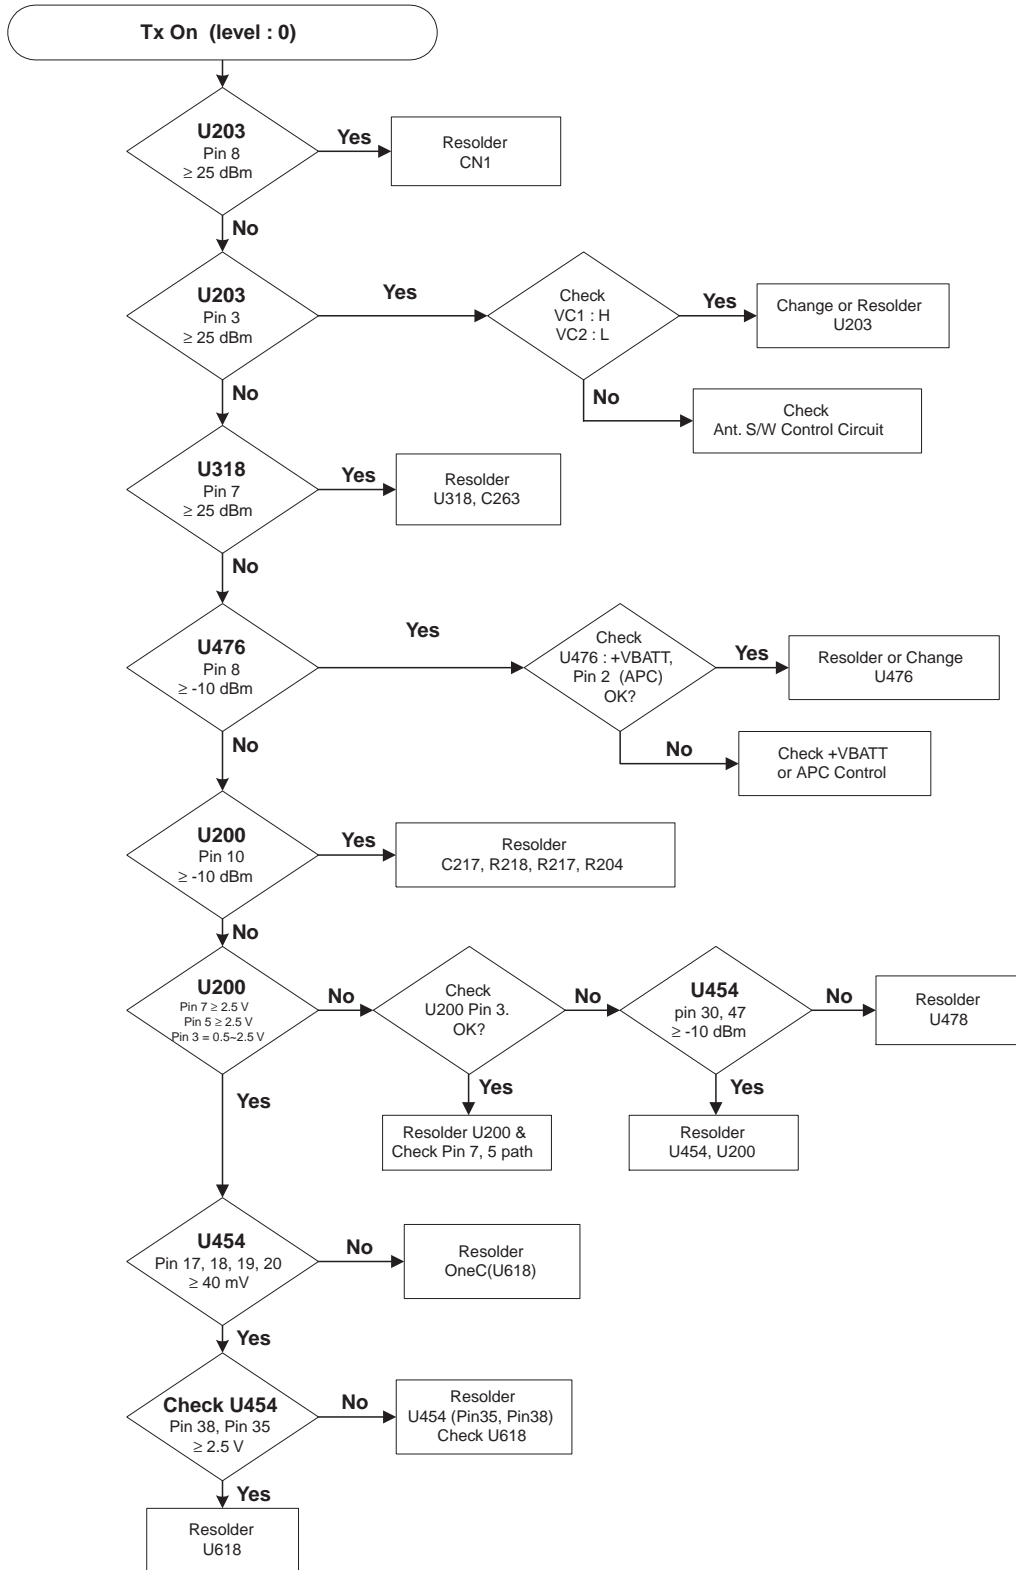 Tx On (level : 0)
U203
Pin 8
≥ 25 dBm
Yes
Resolder
CN1
No
U203
Pin 3
≥ 25 dBm
Yes
Check
VC1 : H
VC2 : L
Yes
Change or Resolder
U203
No
Check
Ant. S/W Control Circuit
No
U318
Pin 7
≥ 25 dBm
Yes
Resolder
U318, C263
No
U476
Pin 8
≥ -10 dBm
Yes
Check
U476 : +VBATT,
Pin 2 (APC)
OK?
Yes
Resolder or Change
U476
No
Check +VBATT
or APC Control
No
U200
Pin 10
≥ -10 dBm
Yes
Resolder
C217, R218, R217, R204
No
U200
Pin 7 ≥ 2.5 V
Pin 5 ≥ 2.5 V
Pin 3 = 0.5~2.5 V
No
Check
U200 Pin 3.
OK?
No
U454
pin 30, 47
≥ -10 dBm
No
Resolder
U478
Yes
Resolder U200 &
Check Pin 7, 5 path
Yes
Resolder
U454, U200
Yes
U454
Pin 17, 18, 19, 20
≥ 40 mV
No
Resolder
OneC(U618)
Yes
Check U454
Pin 38, Pin 35
≥ 2.5 V
No
Resolder
U454 (Pin35, Pin38)
Check U618
Yes
Resolder
U618